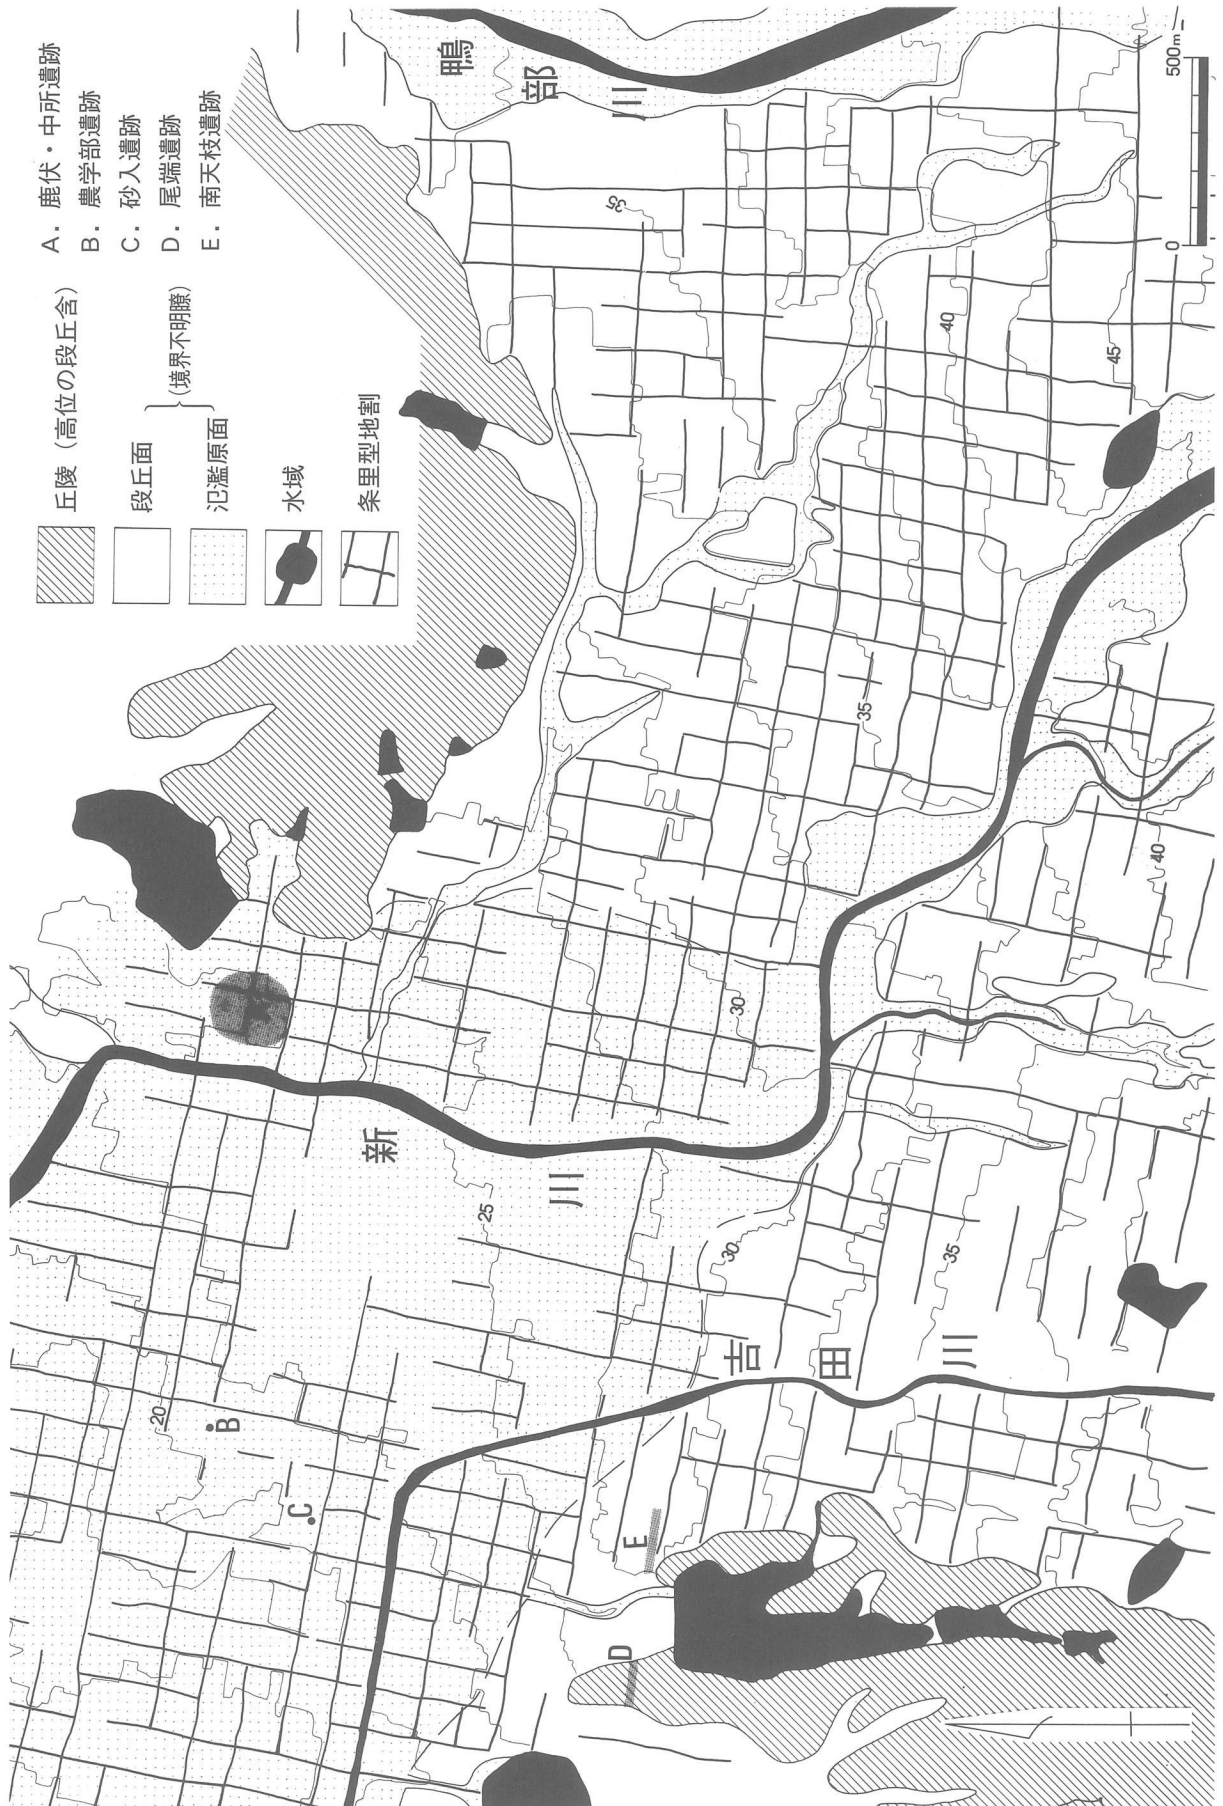 丘陵（高位の段丘含）
段丘面
氾濫原面
（境界不明瞭）
水域
条里型地割
A．鹿伏・中所遺跡
B．農学部遺跡
C．砂入遺跡
D．尾端遺跡
E．南天枝遺跡
鴨部川
新川
吉田川
A
B
C
D
E
20
25
30
30
35
35
35
40
40
45
0
500m